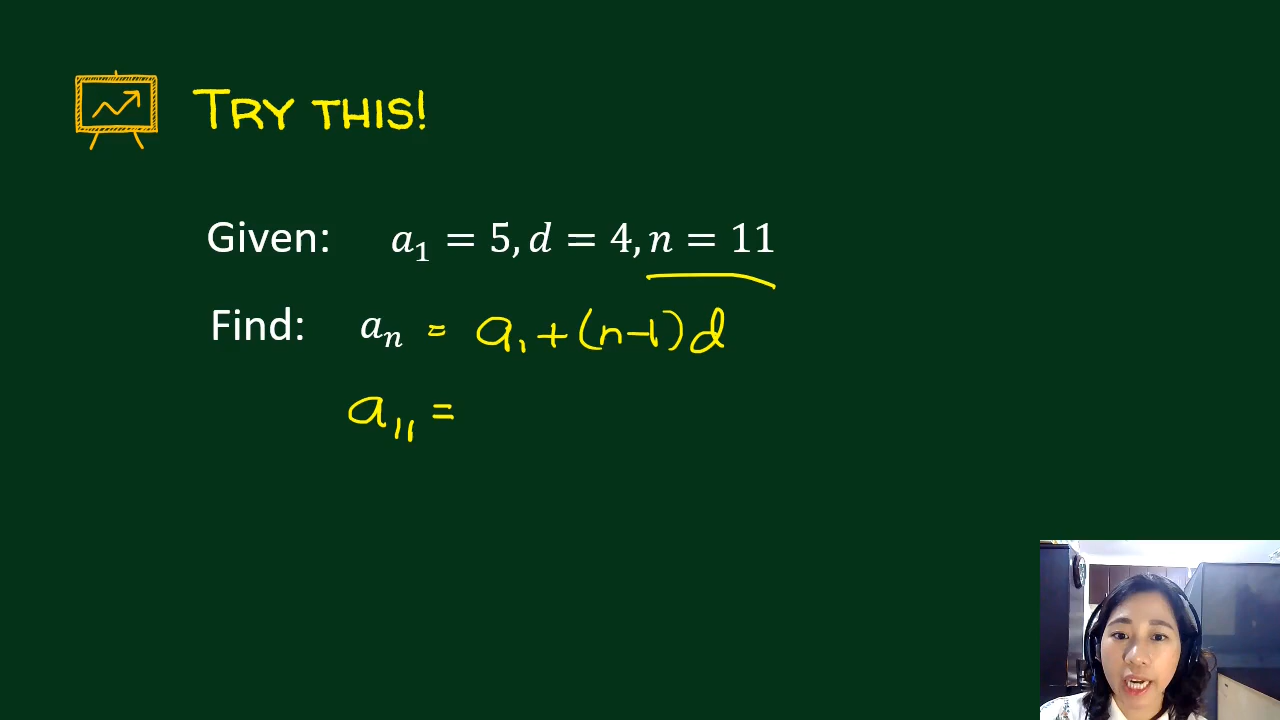 TRY THIS!
Given: a₁ = 5, d = 4, n = 11
Find: aₙ = a₁ + (n-1) d
a₁₁ =